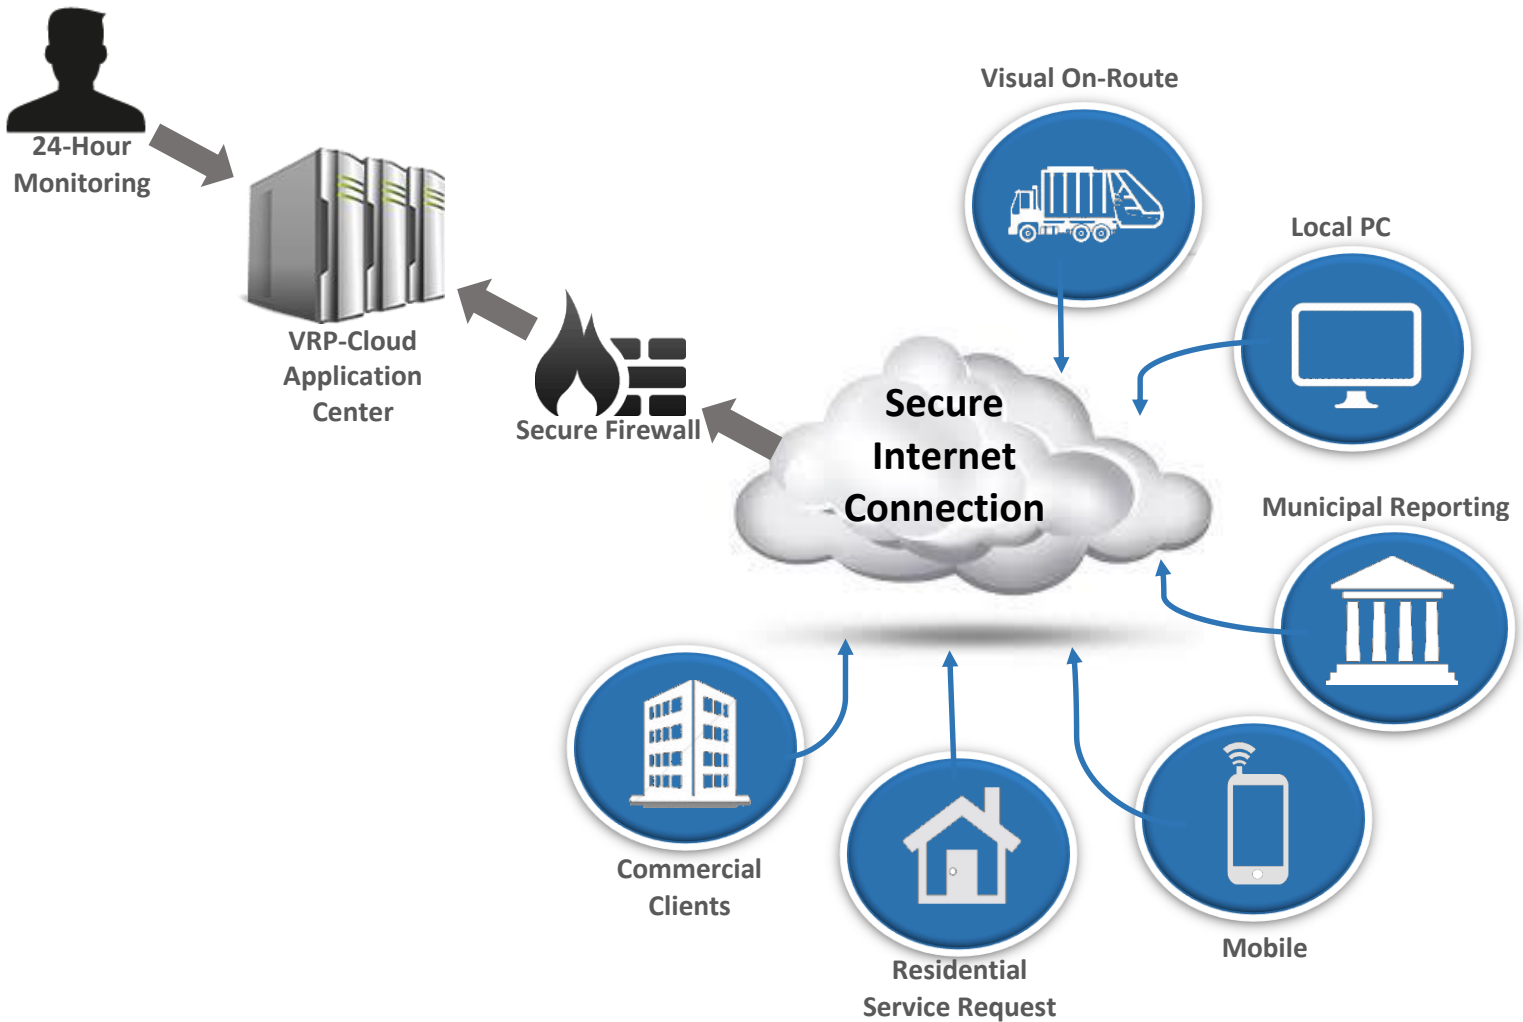 24-Hour
Monitoring
VRP-Cloud
Application
Center
Secure Firewall
Secure
Internet
Connection
Visual On-Route
Local PC
Municipal Reporting
Mobile
Residential
Service Request
Commercial
Clients